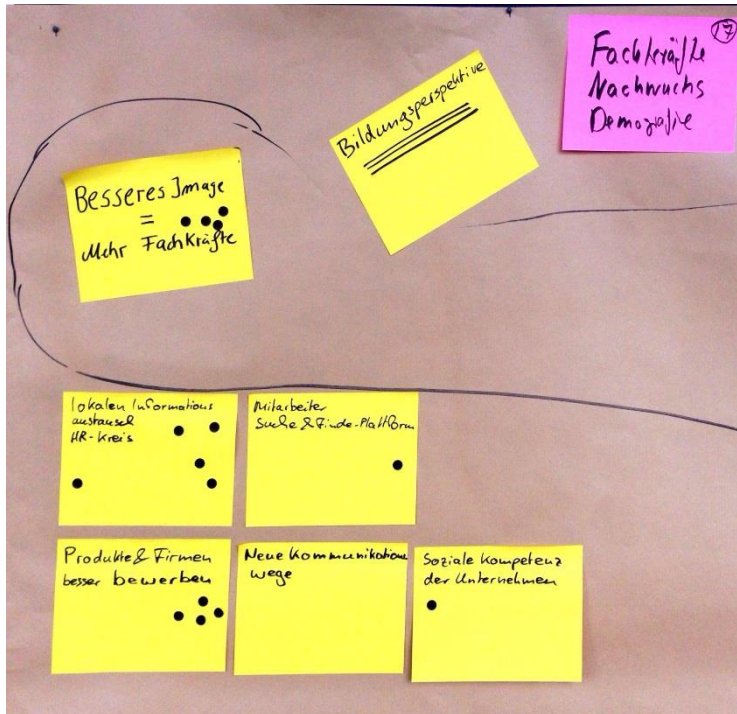 Fachkräfte
Nachwuchs
Demografie
17
Bildungsperspektive
Besseres Image
=
Mehr Fachkräfte
lokalen Informations
austausch
HR-Kreis
Mitarbeiter
Suche & Finde-Plattform
Produkte & Firmen
besser bewerben
Neue Kommunikations
wege
Soziale Kompetenz
der Unternehmen